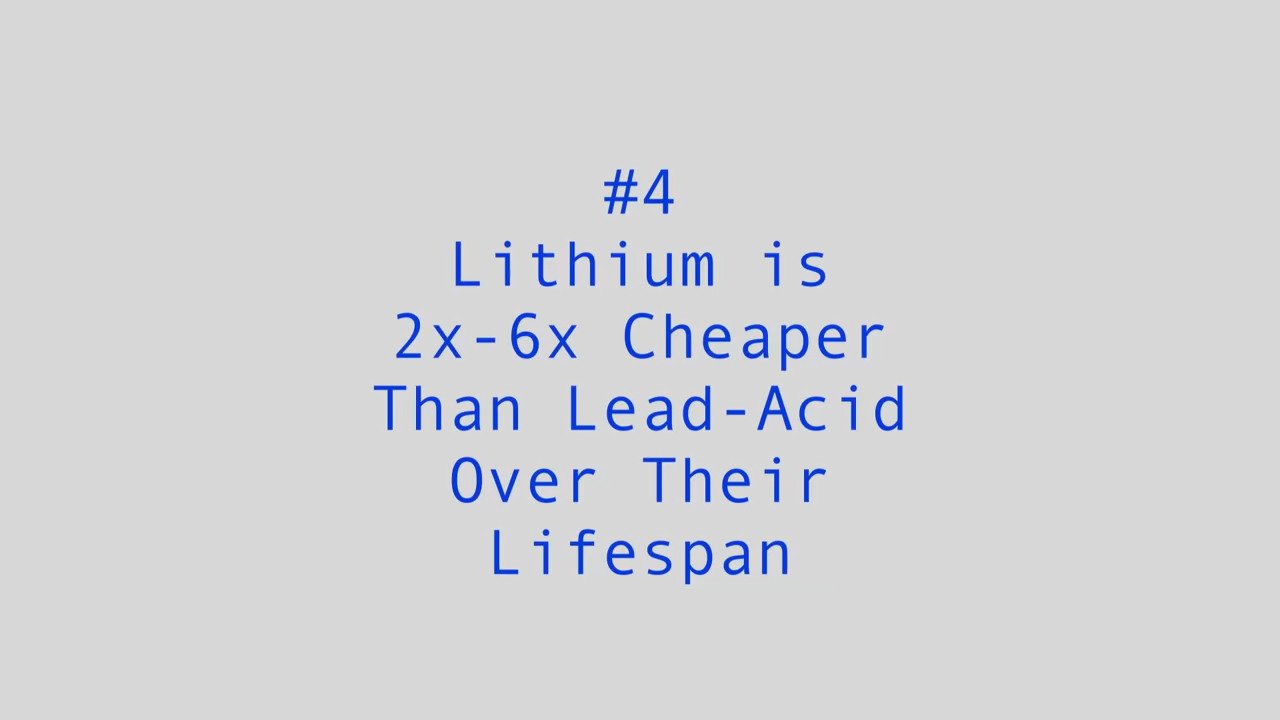 #4
Lithium is
2x-6x Cheaper
Than Lead-Acid
Over Their
Lifespan